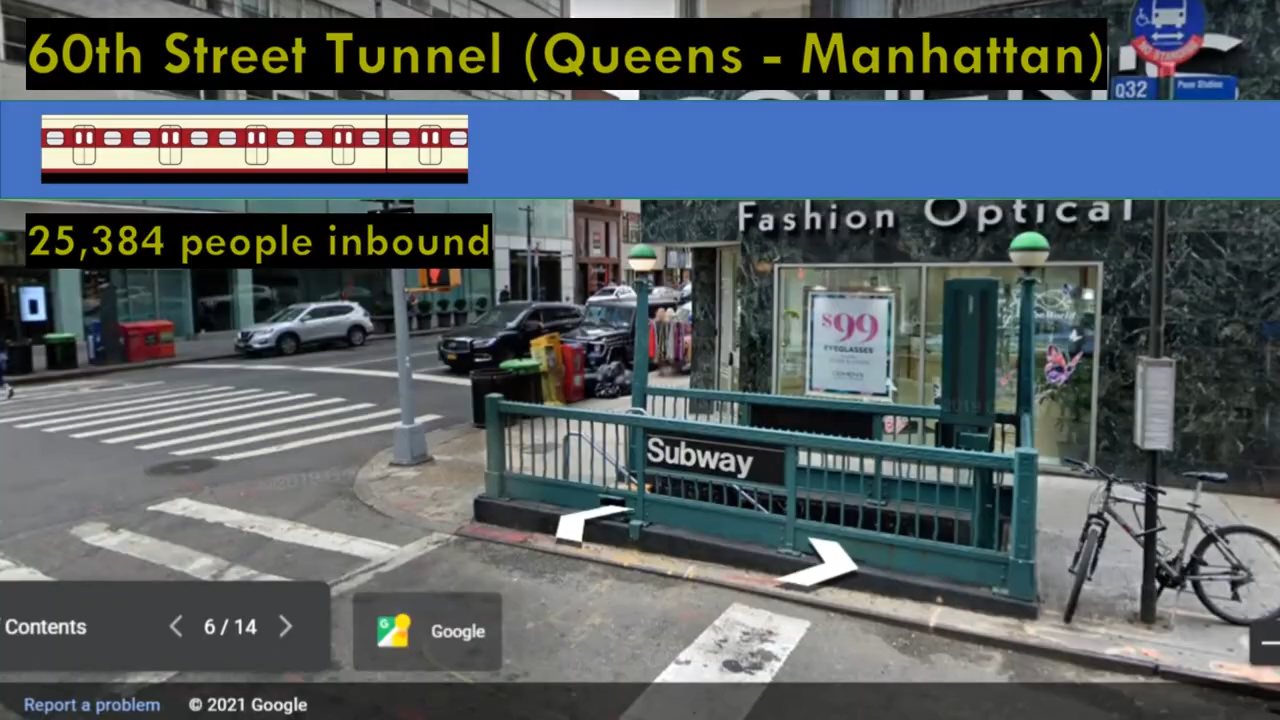 60th Street Tunnel (Queens - Manhattan)
Q32
Penn Station
25,384 people inbound
Fashion Optical
$99
EYEGLASSES
Subway
Contents
6 / 14
Google
Report a problem
© 2021 Google